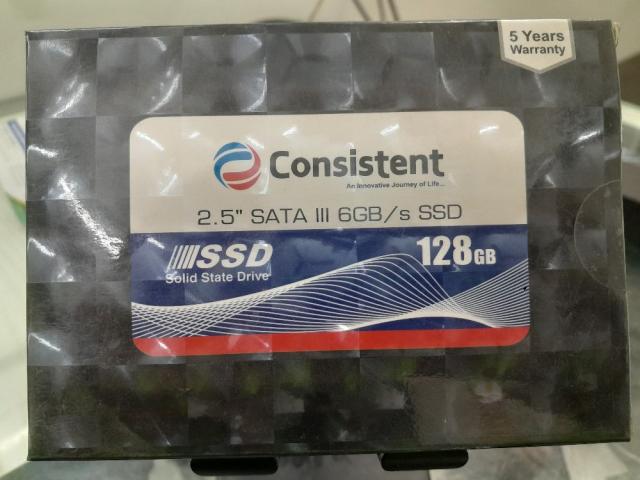 5 Years
Warranty
Consistent
An Innovative Journey of Life...
2.5" SATA III 6GB/s SSD
SSD
Solid State Drive
128GB